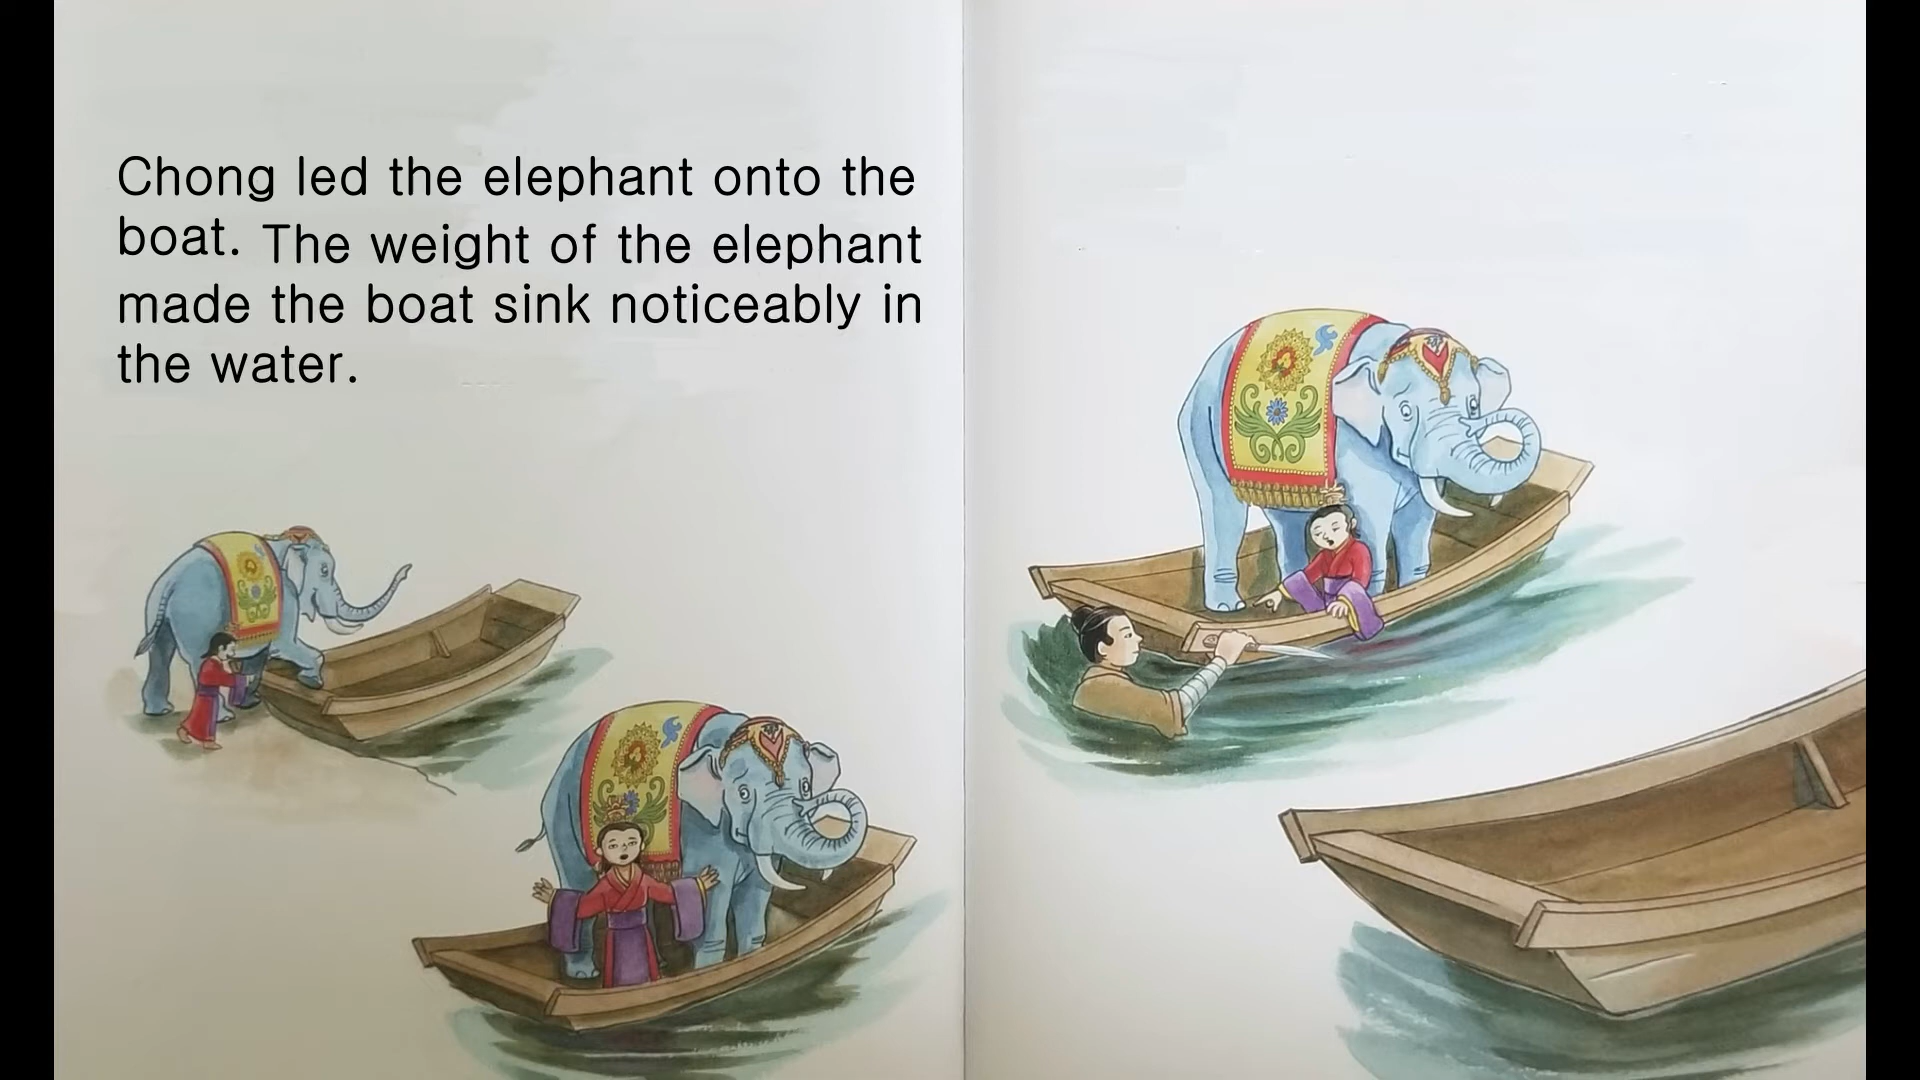 Chong led the elephant onto the
boat. The weight of the elephant
made the boat sink noticeably in
the water.